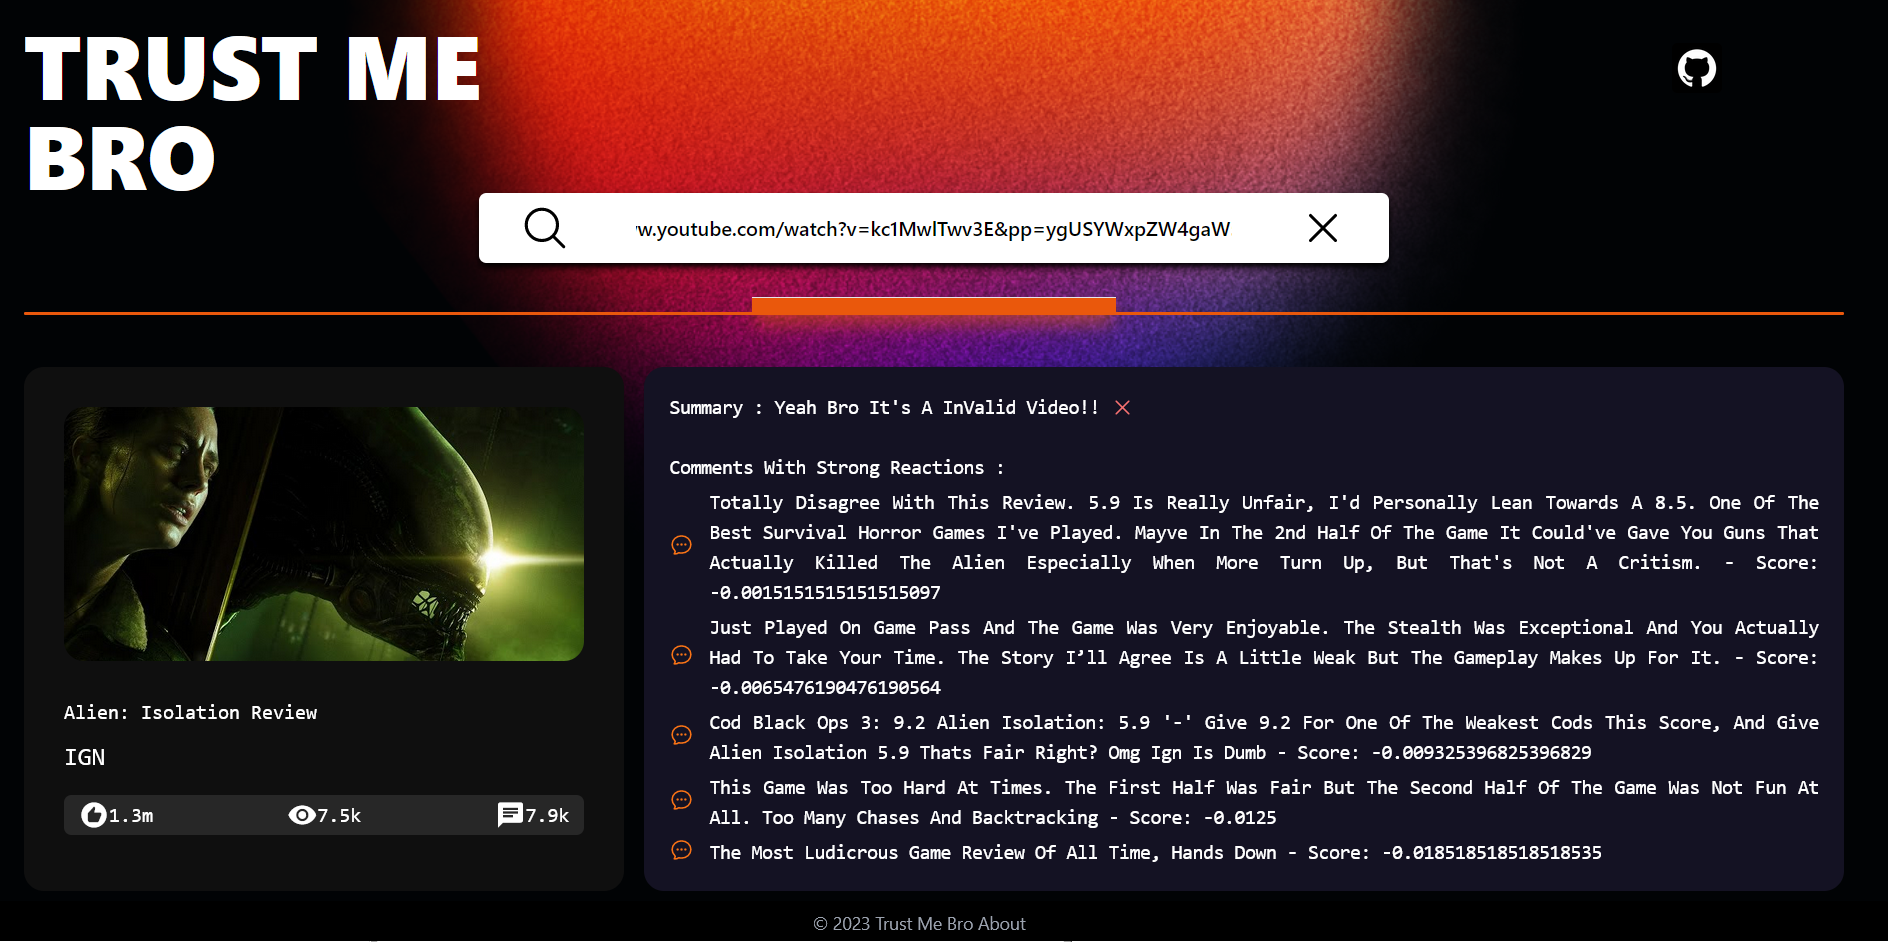 TRUST ME
BRO
w.youtube.com/watch?v=kc1MwlTwv3E&pp=ygUSYWxpZW4gaW
Summary : Yeah Bro It's A InValid Video!!
Comments With Strong Reactions :
Totally Disagree With This Review. 5.9 Is Really Unfair, I'd Personally Lean Towards A 8.5. One Of The
Best Survival Horror Games I've Played. Mayve In The 2nd Half Of The Game It Could've Gave You Guns That
Actually Killed The Alien Especially When More Turn Up, But That's Not A Critism. - Score:
-0.0015151515151515097
Just Played On Game Pass And The Game Was Very Enjoyable. The Stealth Was Exceptional And You Actually
Had To Take Your Time. The Story I’ll Agree Is A Little Weak But The Gameplay Makes Up For It. - Score:
-0.0065476190476190564
Cod Black Ops 3: 9.2 Alien Isolation: 5.9 '-' Give 9.2 For One Of The Weakest Cods This Score, And Give
Alien Isolation 5.9 Thats Fair Right? Omg Ign Is Dumb - Score: -0.009325396825396829
This Game Was Too Hard At Times. The First Half Was Fair But The Second Half Of The Game Was Not Fun At
All. Too Many Chases And Backtracking - Score: -0.0125
The Most Ludicrous Game Review Of All Time, Hands Down - Score: -0.018518518518518535
Alien: Isolation Review
IGN
1.3m 7.5k 7.9k
© 2023 Trust Me Bro About